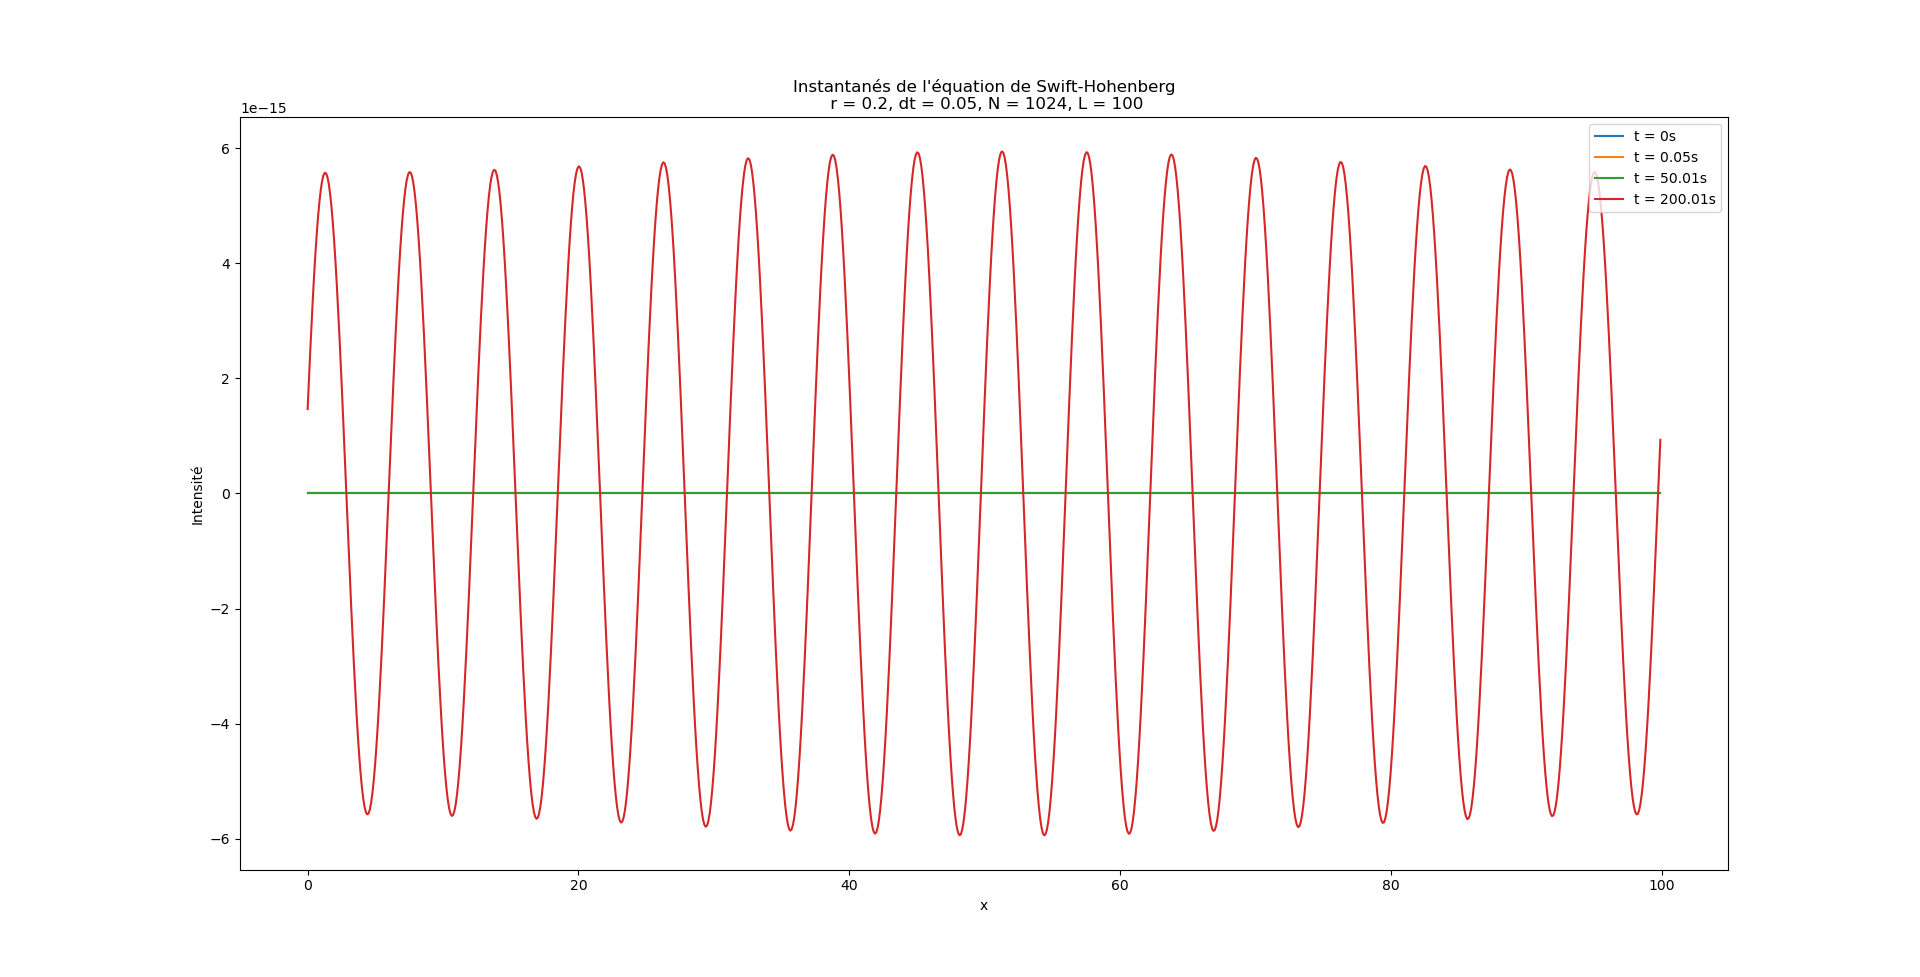 Instantanés de l'équation de Swift-Hohenberg
r = 0.2, dt = 0.05, N = 1024, L = 100
1e−15
t = 0s
t = 0.05s
t = 50.01s
t = 200.01s
6
4
2
0
−2
−4
−6
Intensité
0 20 40 60 80 100
x